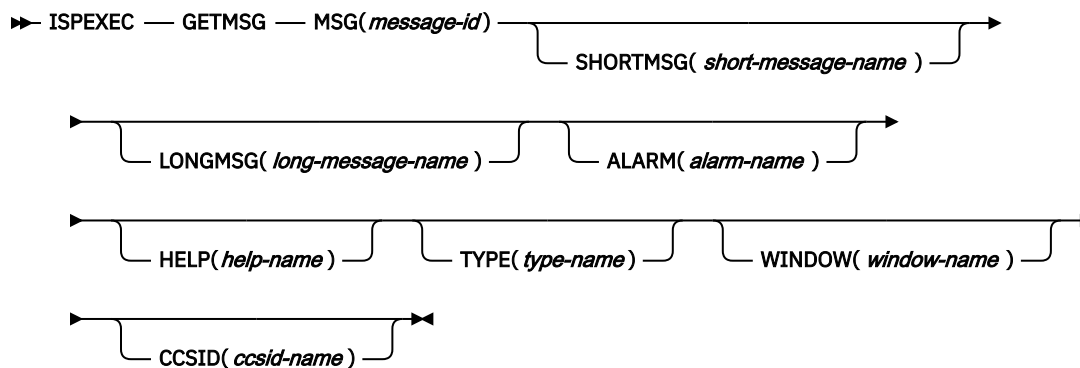 ISPEXEC GETMSG MSG(message-id)
SHORTMSG( short-message-name )
LONGMSG( long-message-name ) ALARM( alarm-name )
HELP( help-name ) TYPE( type-name ) WINDOW( window-name )
CCSID( ccsid-name )